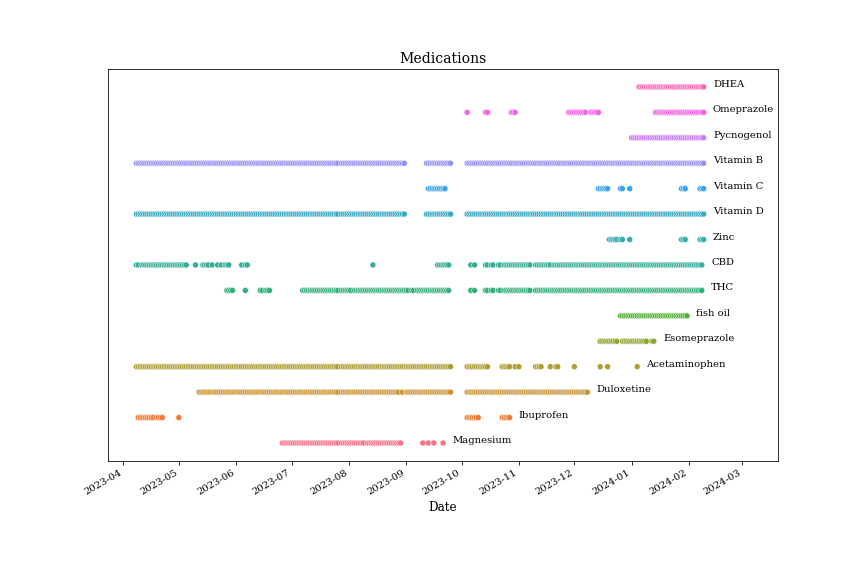 Medications
DHEA
Omeprazole
Pycnogenol
Vitamin B
Vitamin C
Vitamin D
Zinc
CBD
THC
fish oil
Esomeprazole
Acetaminophen
Duloxetine
Ibuprofen
Magnesium
2023-04 2023-05 2023-06 2023-07 2023-08 2023-09 2023-10 2023-11 2023-12 2024-01 2024-02 2024-03
Date